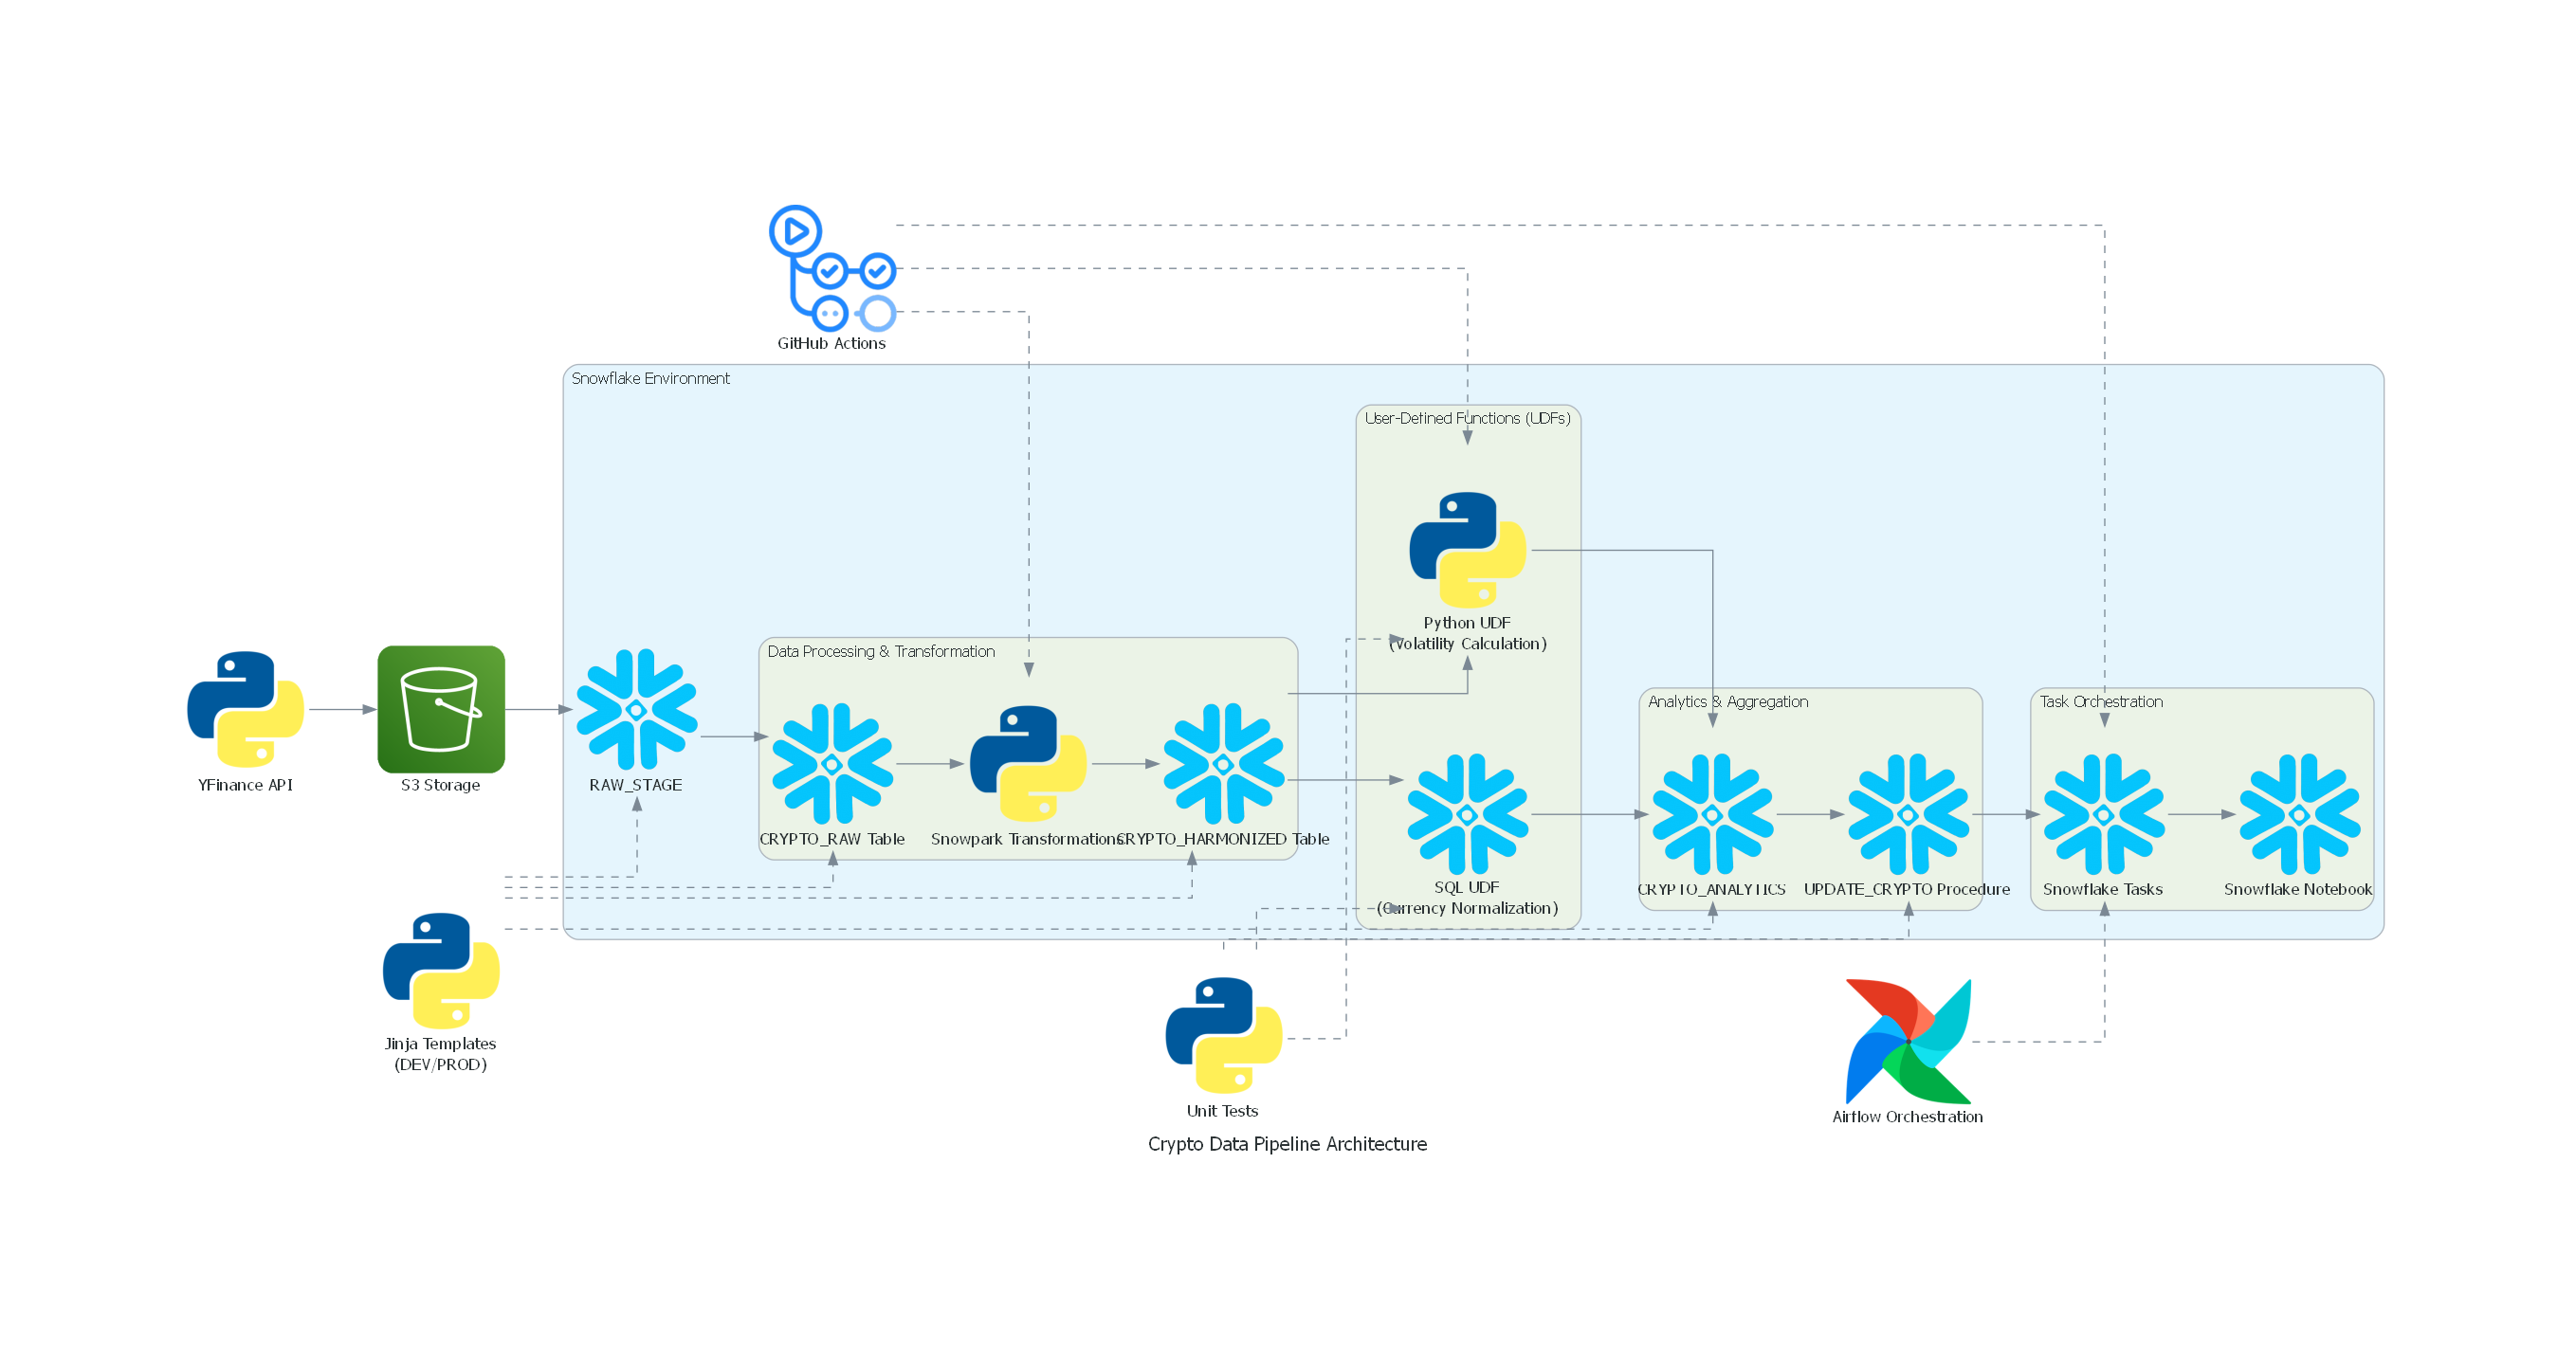 GitHub Actions
Snowflake Environment
User-Defined Functions (UDFs)
Python UDF
(Volatility Calculation)
Data Processing & Transformation
Analytics & Aggregation
Task Orchestration
YFinance API
S3 Storage
RAW_STAGE
CRYPTO_RAW Table
Snowpark Transformations
CRYPTO_HARMONIZED Table
SQL UDF
(Currency Normalization)
CRYPTO_ANALYTICS
UPDATE_CRYPTO Procedure
Snowflake Tasks
Snowflake Notebook
Jinja Templates
(DEV/PROD)
Unit Tests
Airflow Orchestration
Crypto Data Pipeline Architecture